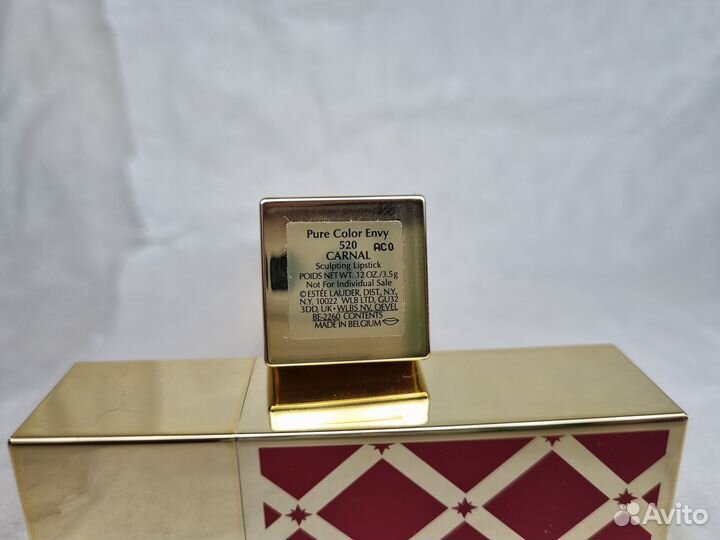 Pure Color Envy
520 AC0
CARNAL
Sculpting Lipstick
POIDS NET WT. .12 OZ./3.5g
Not For Individual Sale
© ESTĒE LAUDER, DIST., N.Y.,
N.Y. 10022 WLB LTD, GU32
3DD, UK • WLBS NV. OEVEL
BE-2260 CONTENTS
MADE IN BELGIUM
Avito